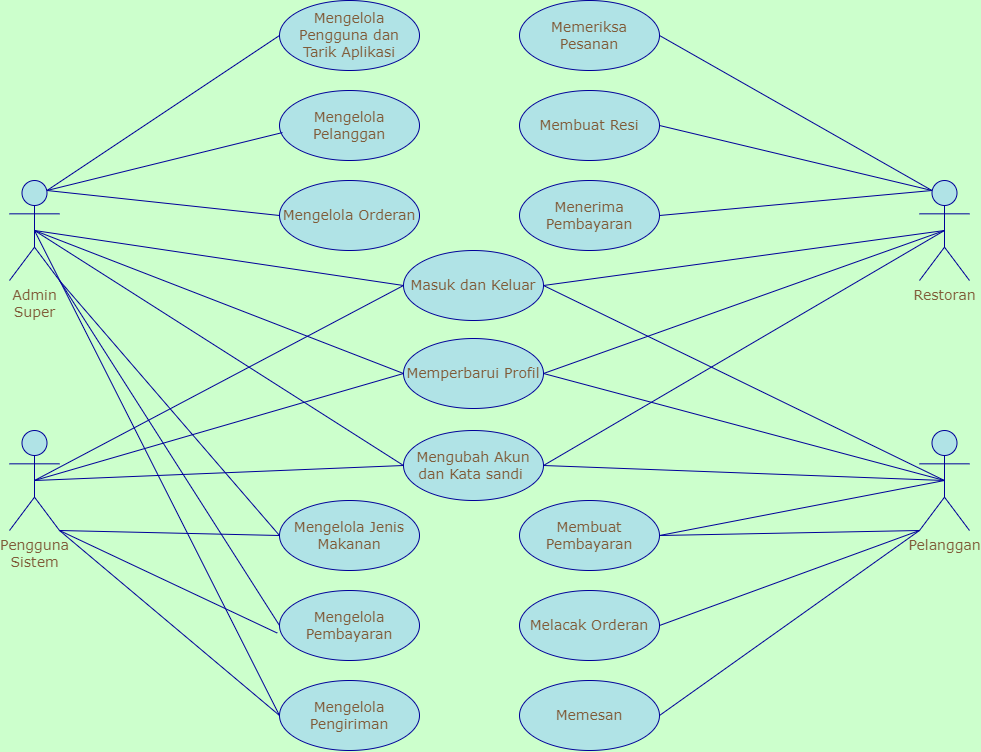 Mengelola
Pengguna dan
Tarik Aplikasi
Memeriksa
Pesanan
Mengelola
Pelanggan
Membuat Resi
Mengelola Orderan
Menerima
Pembayaran
Admin
Super
Masuk dan Keluar
Restoran
Memperbarui Profil
Mengubah Akun
dan Kata sandi
Pengguna
Sistem
Mengelola Jenis
Makanan
Membuat
Pembayaran
Pelanggan
Mengelola
Pembayaran
Melacak Orderan
Mengelola
Pengiriman
Memesan